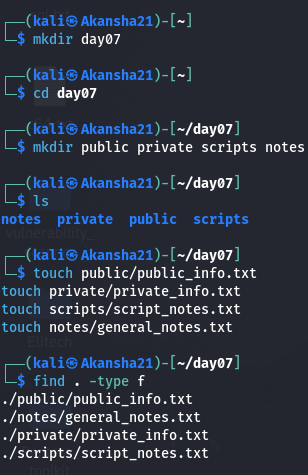 ┌──(kali㉿Akansha21)-[~]
└─$ mkdir day07
┌──(kali㉿Akansha21)-[~]
└─$ cd day07
┌──(kali㉿Akansha21)-[~/day07]
└─$ mkdir public private scripts notes
┌──(kali㉿Akansha21)-[~/day07]
└─$ ls
notes  private  public  scripts
vulnerability_
┌──(kali㉿Akansha21)-[~/day07]
└─$ touch public/public_info.txt
touch private/private_info.txt
touch scripts/script_notes.txt
touch notes/general_notes.txt
Elitech
┌──(kali㉿Akansha21)-[~/day07]
└─$ find . -type f
./public/public_info.txt
./notes/general_notes.txt
./private/private_info.txt
./scripts/script_notes.txt
toolkit